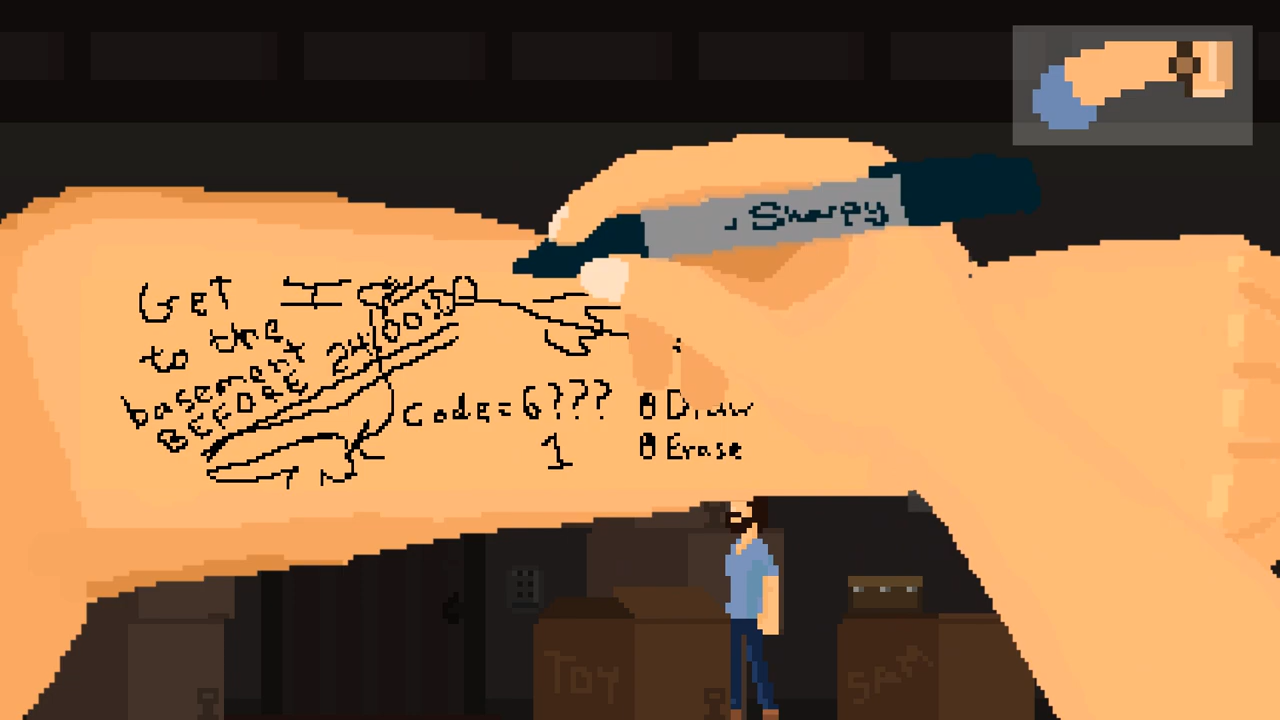 Get
to the
basement
BEFORE 24:00!
Code=6???
1
Draw
Erase
Sharpy
Toy